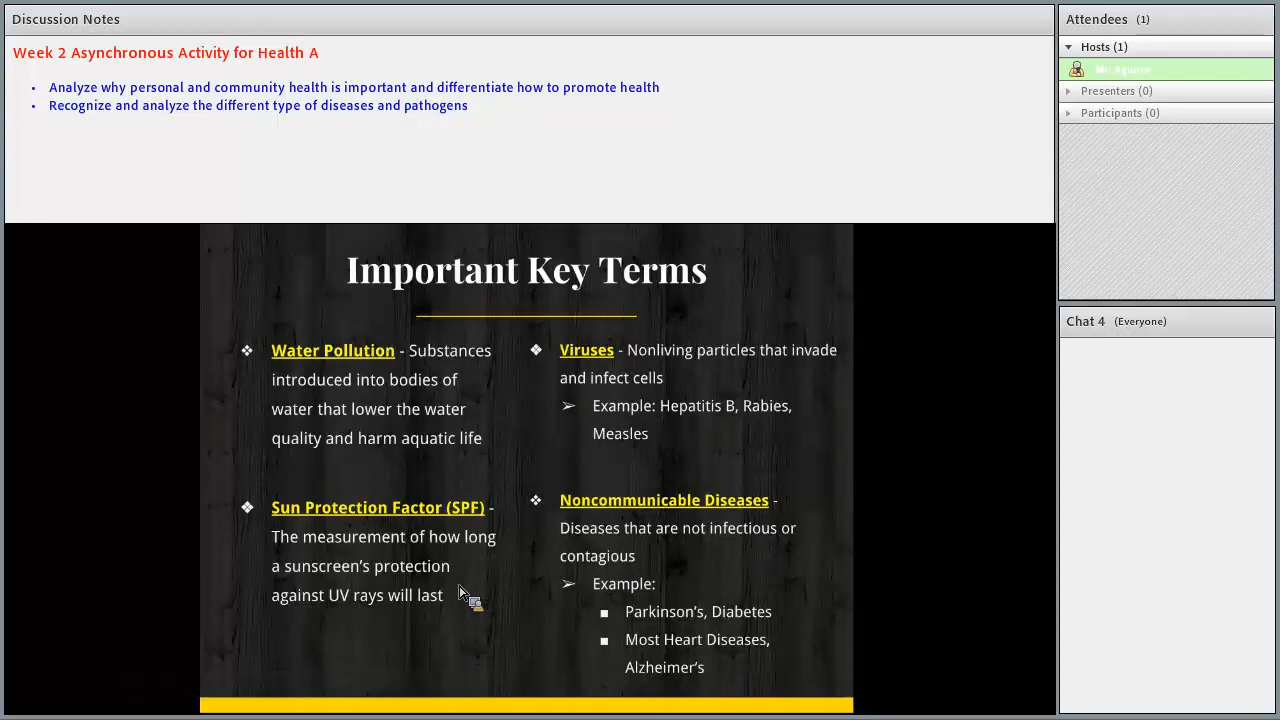 Discussion Notes
Week 2 Asynchronous Activity for Health A
• Analyze why personal and community health is important and differentiate how to promote health
• Recognize and analyze the different type of diseases and pathogens
Important Key Terms
❖ Water Pollution - Substances
introduced into bodies of
water that lower the water
quality and harm aquatic life
❖ Sun Protection Factor (SPF) -
The measurement of how long
a sunscreen's protection
against UV rays will last
❖ Viruses - Nonliving particles that invade
and infect cells
➢ Example: Hepatitis B, Rabies,
Measles
❖ Noncommunicable Diseases -
Diseases that are not infectious or
contagious
➢ Example:
■ Parkinson's, Diabetes
■ Most Heart Diseases,
Alzheimer's
Attendees (1)
Hosts (1)
Presenters (0)
Participants (0)
Chat 4 (Everyone)